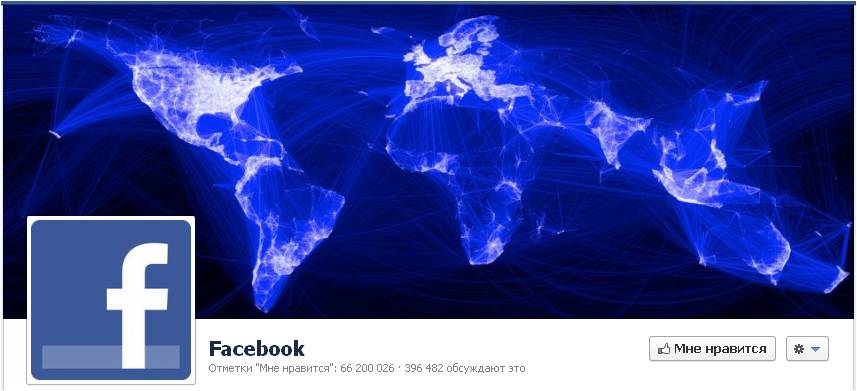 f
Facebook
Отметки "Мне нравится": 66 200 026 · 396 482 обсуждают это
Мне нравится